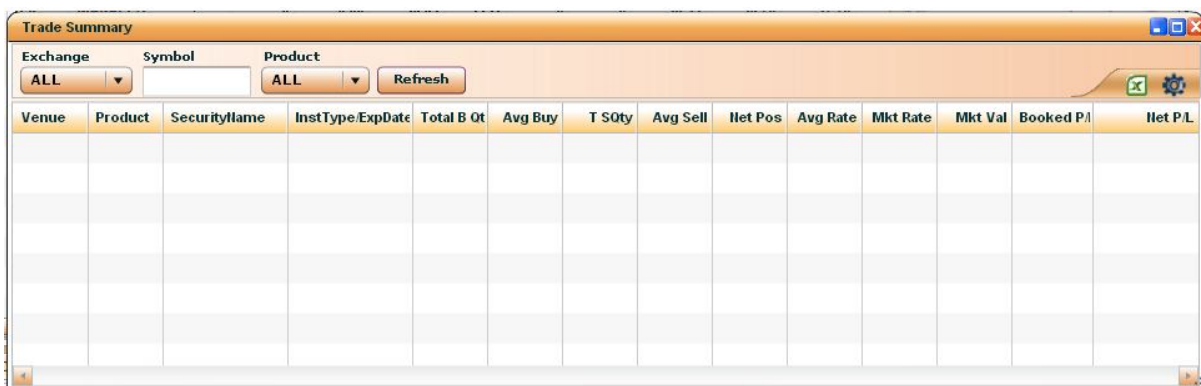 Trade Summary
Exchange Symbol Product
ALL ALL Refresh
Venue Product SecurityName InstType/ExpDate Total B Qt Avg Buy T SQty Avg Sell Net Pos Avg Rate Mkt Rate Mkt Val Booked P/l Net P/L